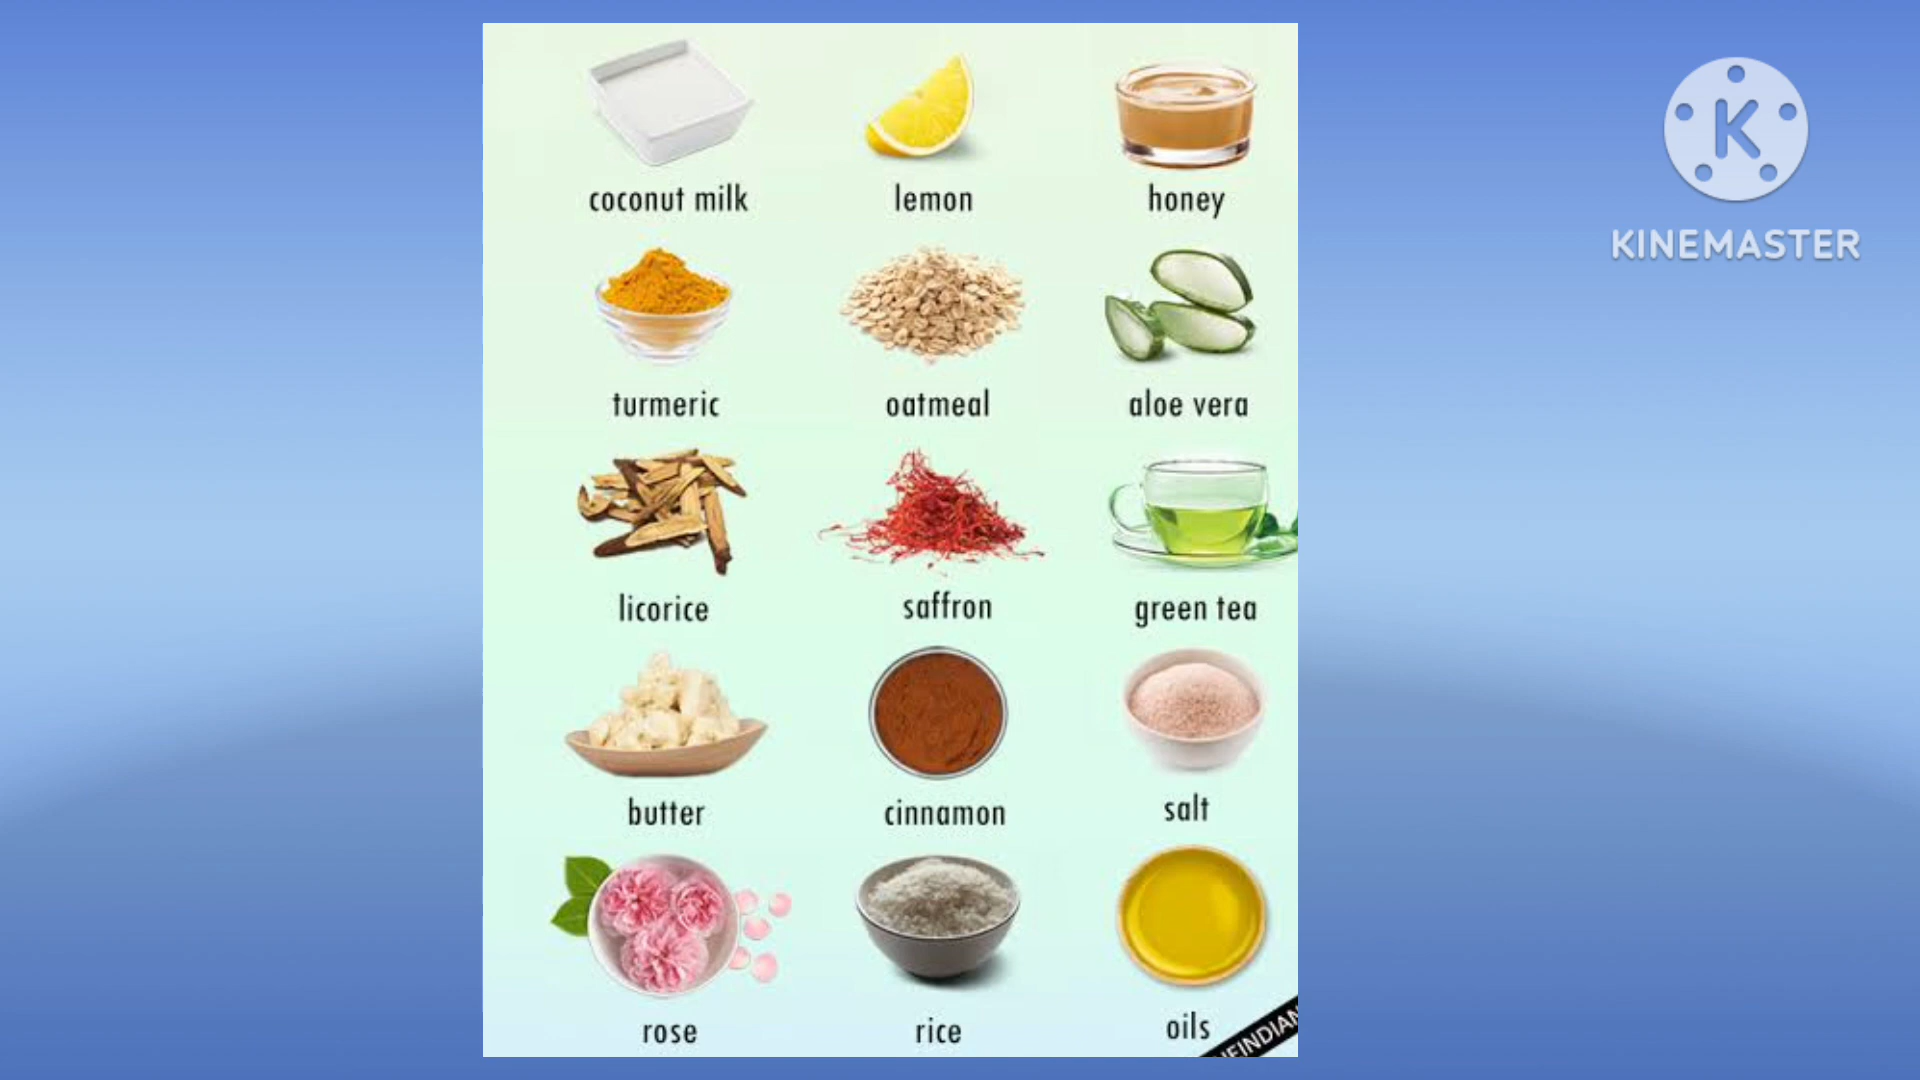 coconut milk
lemon
honey
K
KINEMASTER
turmeric
oatmeal
aloe vera
licorice
saffron
green tea
butter
cinnamon
salt
rose
rice
oils